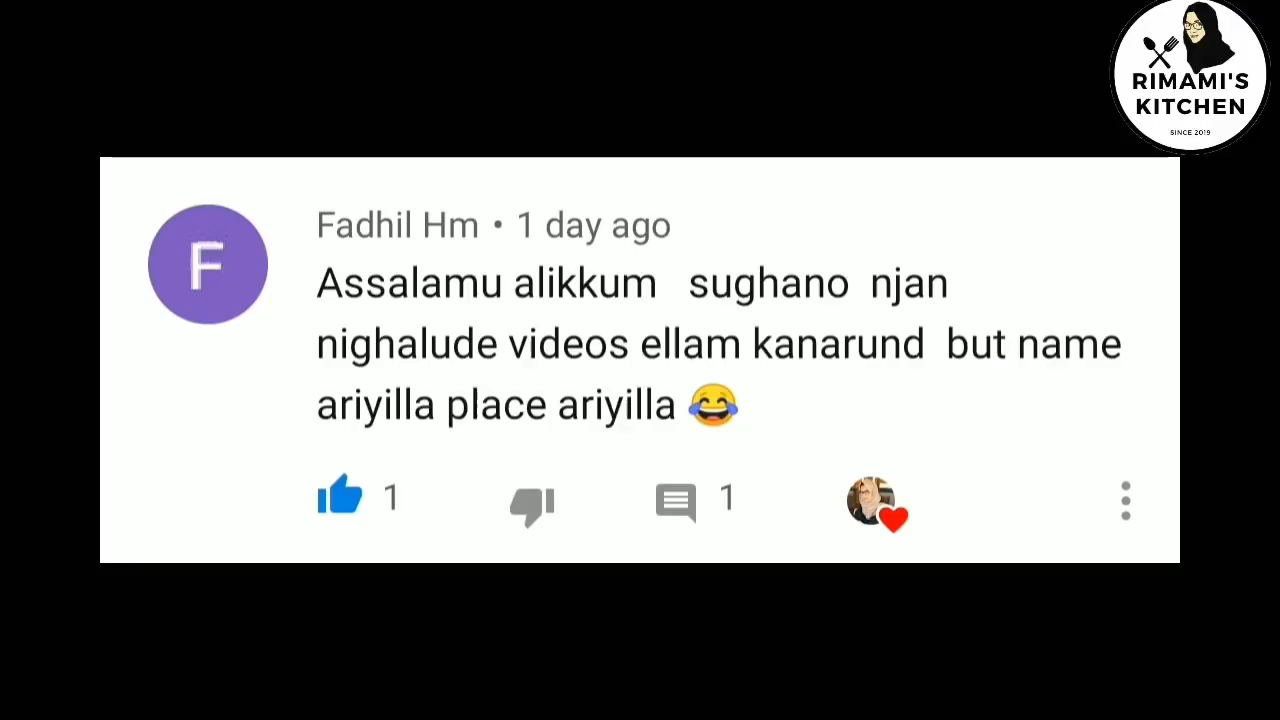 RIMAMI'S
KITCHEN
SINCE 2019
F
Fadhil Hm • 1 day ago
Assalamu alikkum sughano njan
nighalude videos ellam kanarund but name
ariyilla place ariyilla 😂
1
1